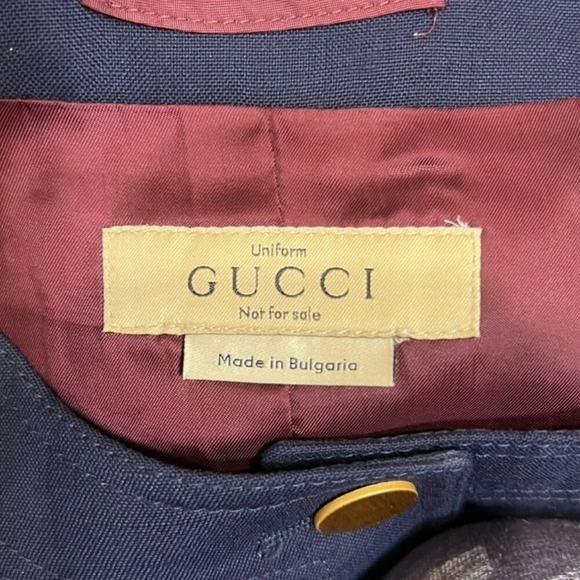 Uniform
GUCCI
Not for sale
Made in Bulgaria